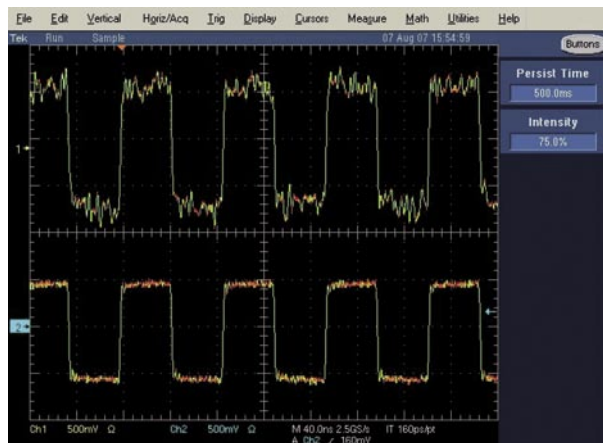 File Edit Vertical Horiz/Acq Trig Display Cursors Measure Math Utilities Help
Tek Run Sample 07 Aug 07 15:54:59
Buttons
Persist Time
500.0ms
Intensity
75.0%
1
2
Ch1 500mV Ω Ch2 500mV Ω M 40.0ns 2.5GS/s IT 160ps/pt
A Ch2 / 160mV